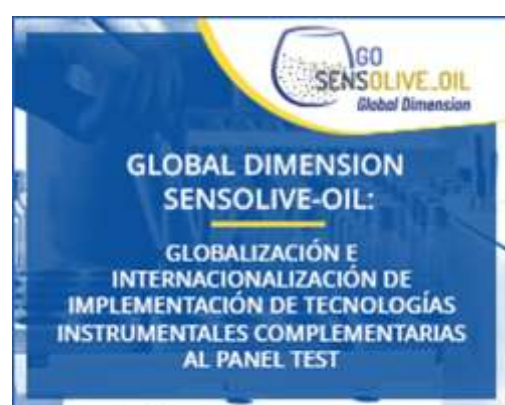 GO
SENSOLIVE_OIL
Global Dimension
GLOBAL DIMENSION
SENSOLIVE-OIL:
GLOBALIZACIÓN E
INTERNACIONALIZACIÓN DE
IMPLEMENTACIÓN DE TECNOLOGÍAS
INSTRUMENTALES COMPLEMENTARIAS
AL PANEL TEST